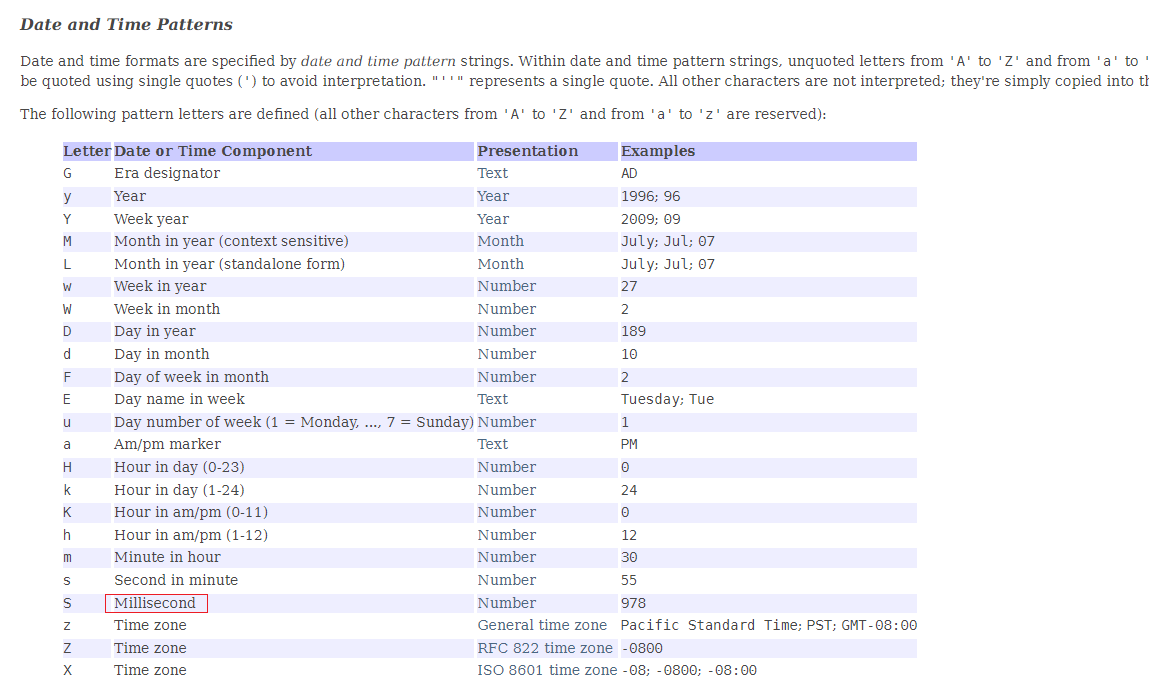 Date and Time Patterns
Date and time formats are specified by date and time pattern strings. Within date and time pattern strings, unquoted letters from 'A' to 'Z' and from 'a' to '
be quoted using single quotes (') to avoid interpretation. "''" represents a single quote. All other characters are not interpreted; they're simply copied into th
The following pattern letters are defined (all other characters from 'A' to 'Z' and from 'a' to 'z' are reserved):
Letter Date or Time Component Presentation Examples
G Era designator Text AD
y Year Year 1996; 96
Y Week year Year 2009; 09
M Month in year (context sensitive) Month July; Jul; 07
L Month in year (standalone form) Month July; Jul; 07
w Week in year Number 27
W Week in month Number 2
D Day in year Number 189
d Day in month Number 10
F Day of week in month Number 2
E Day name in week Text Tuesday; Tue
u Day number of week (1 = Monday, ..., 7 = Sunday) Number 1
a Am/pm marker Text PM
H Hour in day (0-23) Number 0
k Hour in day (1-24) Number 24
K Hour in am/pm (0-11) Number 0
h Hour in am/pm (1-12) Number 12
m Minute in hour Number 30
s Second in minute Number 55
S Millisecond Number 978
z Time zone General time zone Pacific Standard Time; PST; GMT-08:00
Z Time zone RFC 822 time zone -0800
X Time zone ISO 8601 time zone -08; -0800; -08:00